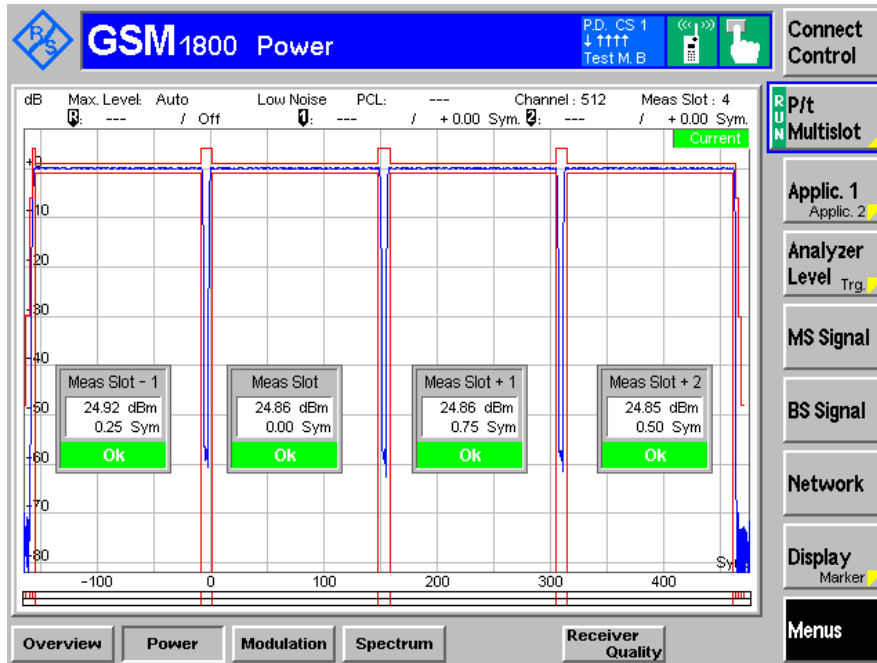 R/S
GSM 1800 Power
P.D. CS 1
↓ ↑↑↑↑
Test M. B
Connect Control
dB Max. Level: Auto Low Noise PCL: --- Channel : 512 Meas Slot : 4
R: --- / Off 1: --- / + 0.00 Sym. 2: --- / + 0.00 Sym.
Current
RUN
P/t Multislot
Applic. 1
Applic. 2
Analyzer Level Trg.
MS Signal
BS Signal
Network
Display
Marker
Menus
+0
-10
-20
-30
-40
-50
-60
-70
-80
Meas Slot - 1
24.92 dBm
0.25 Sym
Ok
Meas Slot
24.86 dBm
0.00 Sym
Ok
Meas Slot + 1
24.86 dBm
0.75 Sym
Ok
Meas Slot + 2
24.85 dBm
0.50 Sym
Ok
-100 0 100 200 300 400
Overview Power Modulation Spectrum Receiver Quality